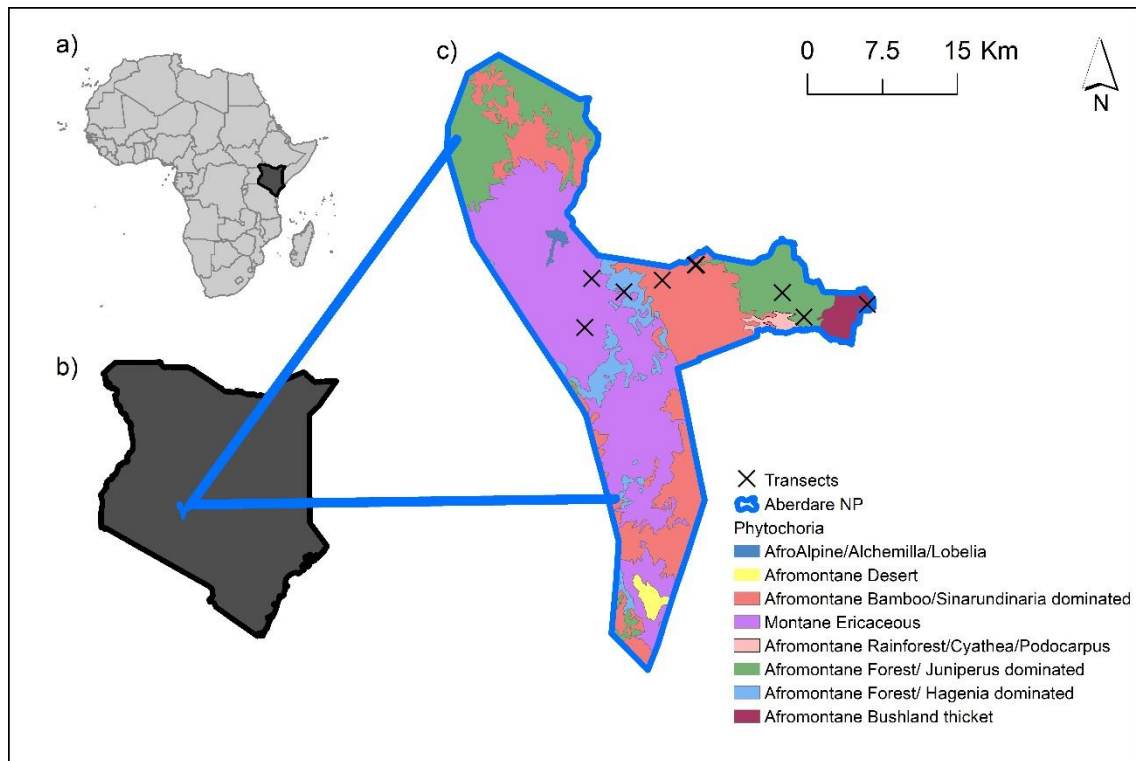 a)
c)
0 7.5 15 Km
N
b)
Transects
Aberdare NP
Phytochoria
AfroAlpine/Alchemilla/Lobelia
Afromontane Desert
Afromontane Bamboo/Sinarundinaria dominated
Montane Ericaceous
Afromontane Rainforest/Cyathea/Podocarpus
Afromontane Forest/ Juniperus dominated
Afromontane Forest/ Hagenia dominated
Afromontane Bushland thicket